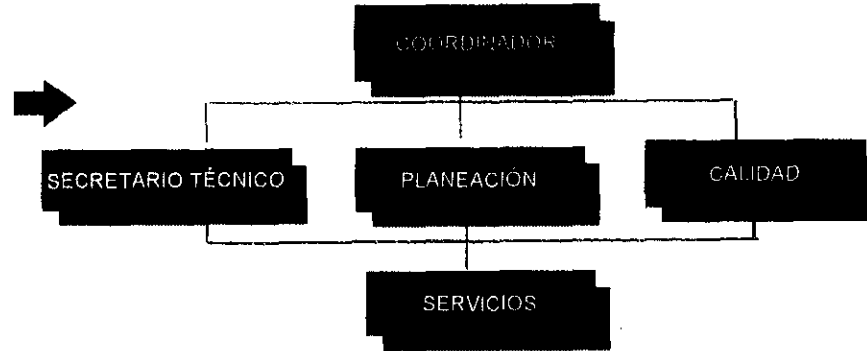 COORDINADOR
SECRETARIO TÉCNICO
PLANEACIÓN
CALIDAD
SERVICIOS